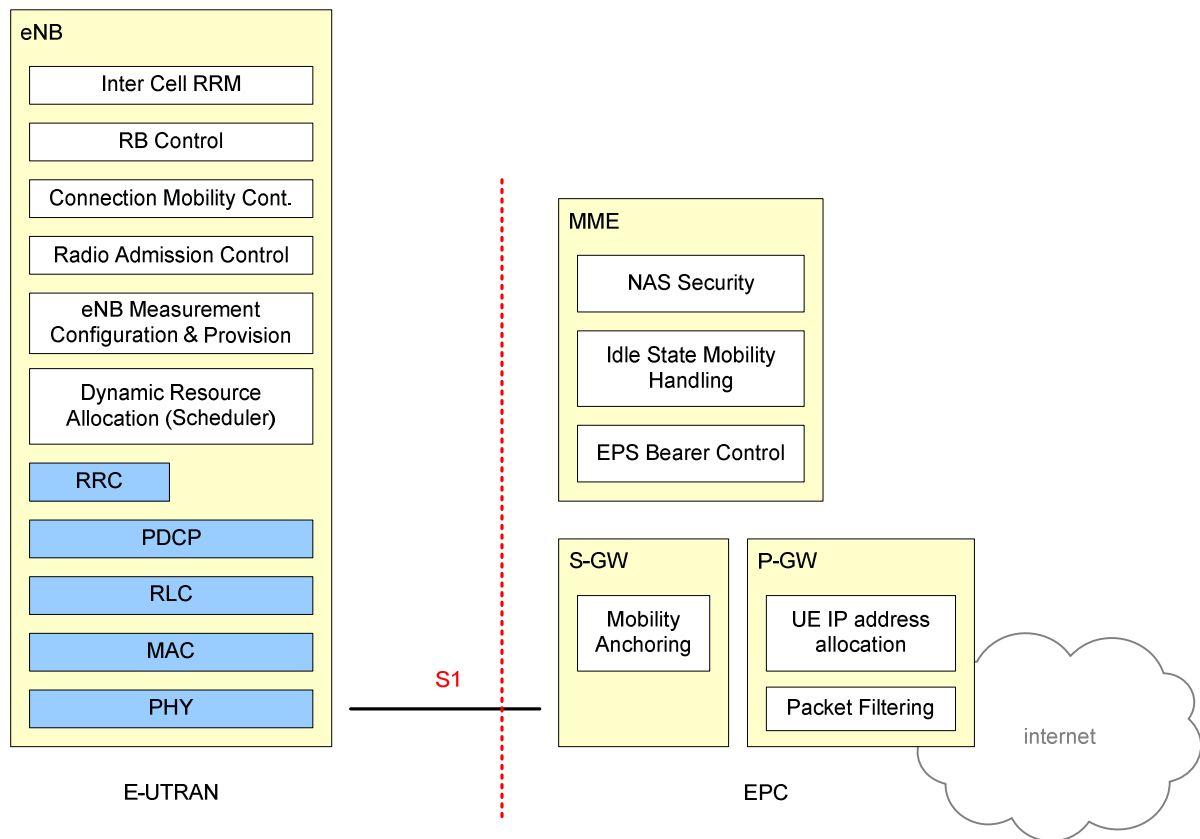 eNB
Inter Cell RRM
RB Control
Connection Mobility Cont.
Radio Admission Control
eNB Measurement
Configuration & Provision
Dynamic Resource
Allocation (Scheduler)
RRC
PDCP
RLC
MAC
PHY
S1
MME
NAS Security
Idle State Mobility
Handling
EPS Bearer Control
S-GW
Mobility
Anchoring
P-GW
UE IP address
allocation
Packet Filtering
internet
E-UTRAN
EPC